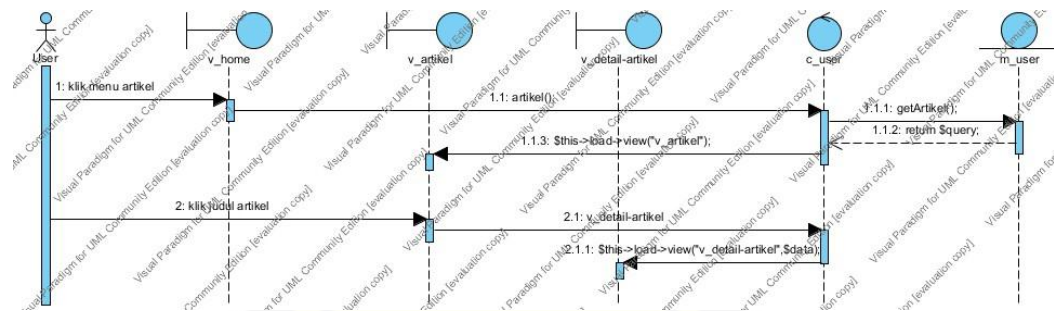 User
v_home
v_artikel
v_detail-artikel
c_user
m_user
1: klik menu artikel
1.1: artikel();
1.1.1: getArtikel();
1.1.2: return $query;
1.1.3: $this->load->view("v_artikel");
2: klik judul artikel
2.1: v_detail-artikel
2.1.1: $this->load->view("v_detail-artikel",$data);
Visual Paradigm for UML Community Edition [evaluation copy]